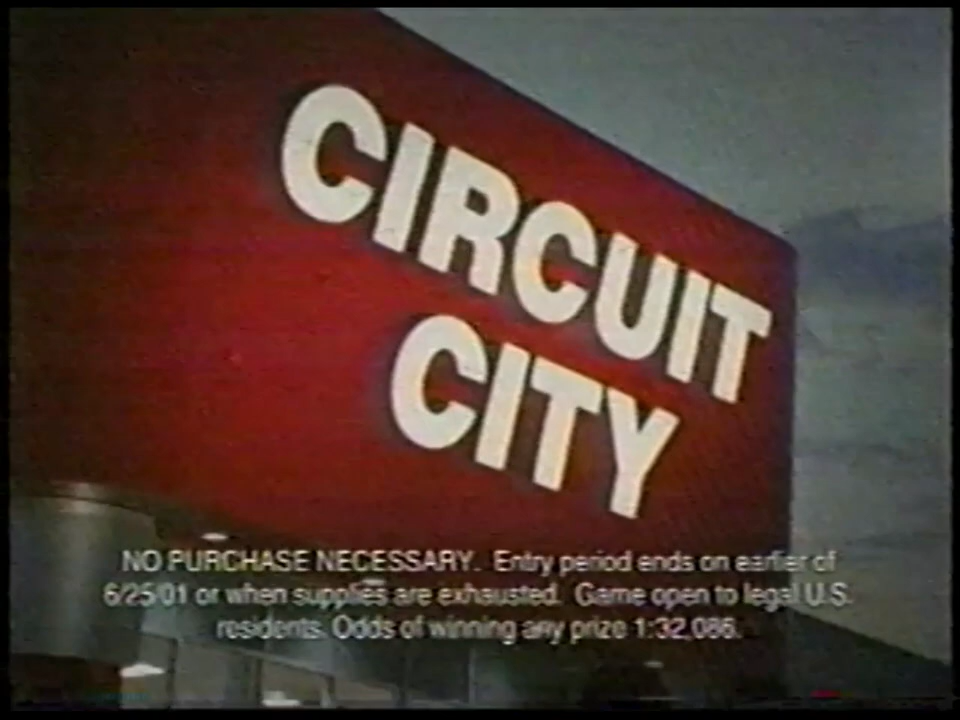 CIRCUIT
CITY
NO PURCHASE NECESSARY. Entry period ends on earlier of
6/25/01 or when supplies are exhausted. Game open to legal U.S.
residents. Odds of winning any prize 1:32,086.